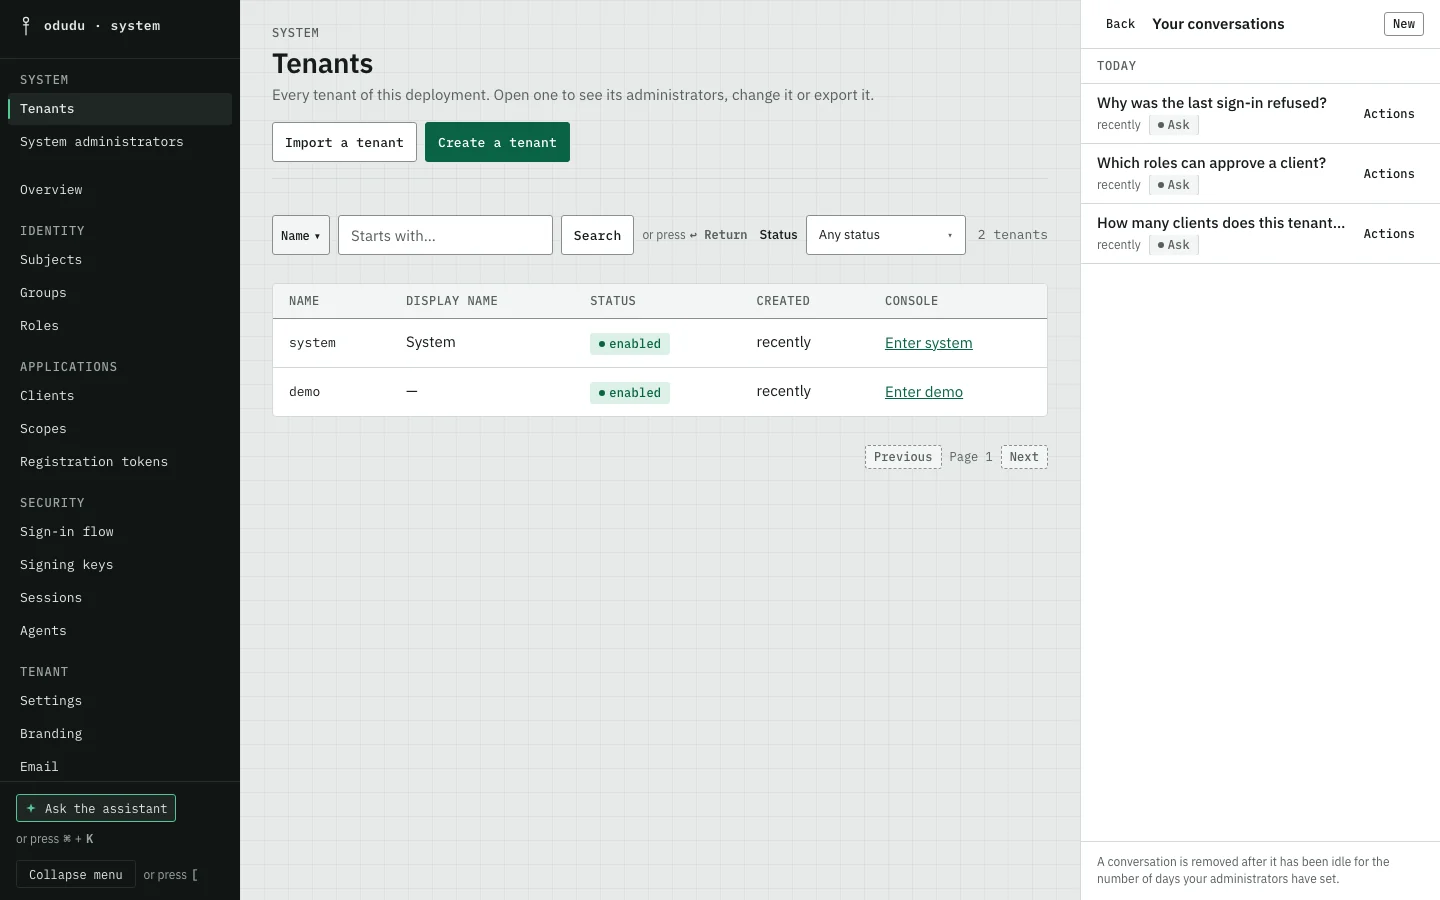 odudu · system
SYSTEM
Tenants
System administrators
Overview
IDENTITY
Subjects
Groups
Roles
APPLICATIONS
Clients
Scopes
Registration tokens
SECURITY
Sign-in flow
Signing keys
Sessions
Agents
TENANT
Settings
Branding
Email
Ask the assistant
or press ⌘ + K
Collapse menu or press [
SYSTEM
Tenants
Every tenant of this deployment. Open one to see its administrators, change it or export it.
Import a tenant Create a tenant
Name ▾ Starts with... Search or press ↩ Return Status Any status ▾ 2 tenants
NAME DISPLAY NAME STATUS CREATED CONSOLE
system System enabled recently Enter system
demo — enabled recently Enter demo
Previous Page 1 Next
Back Your conversations New
TODAY
Why was the last sign-in refused?
recently Ask Actions
Which roles can approve a client?
recently Ask Actions
How many clients does this tenant...
recently Ask Actions
A conversation is removed after it has been idle for the
number of days your administrators have set.